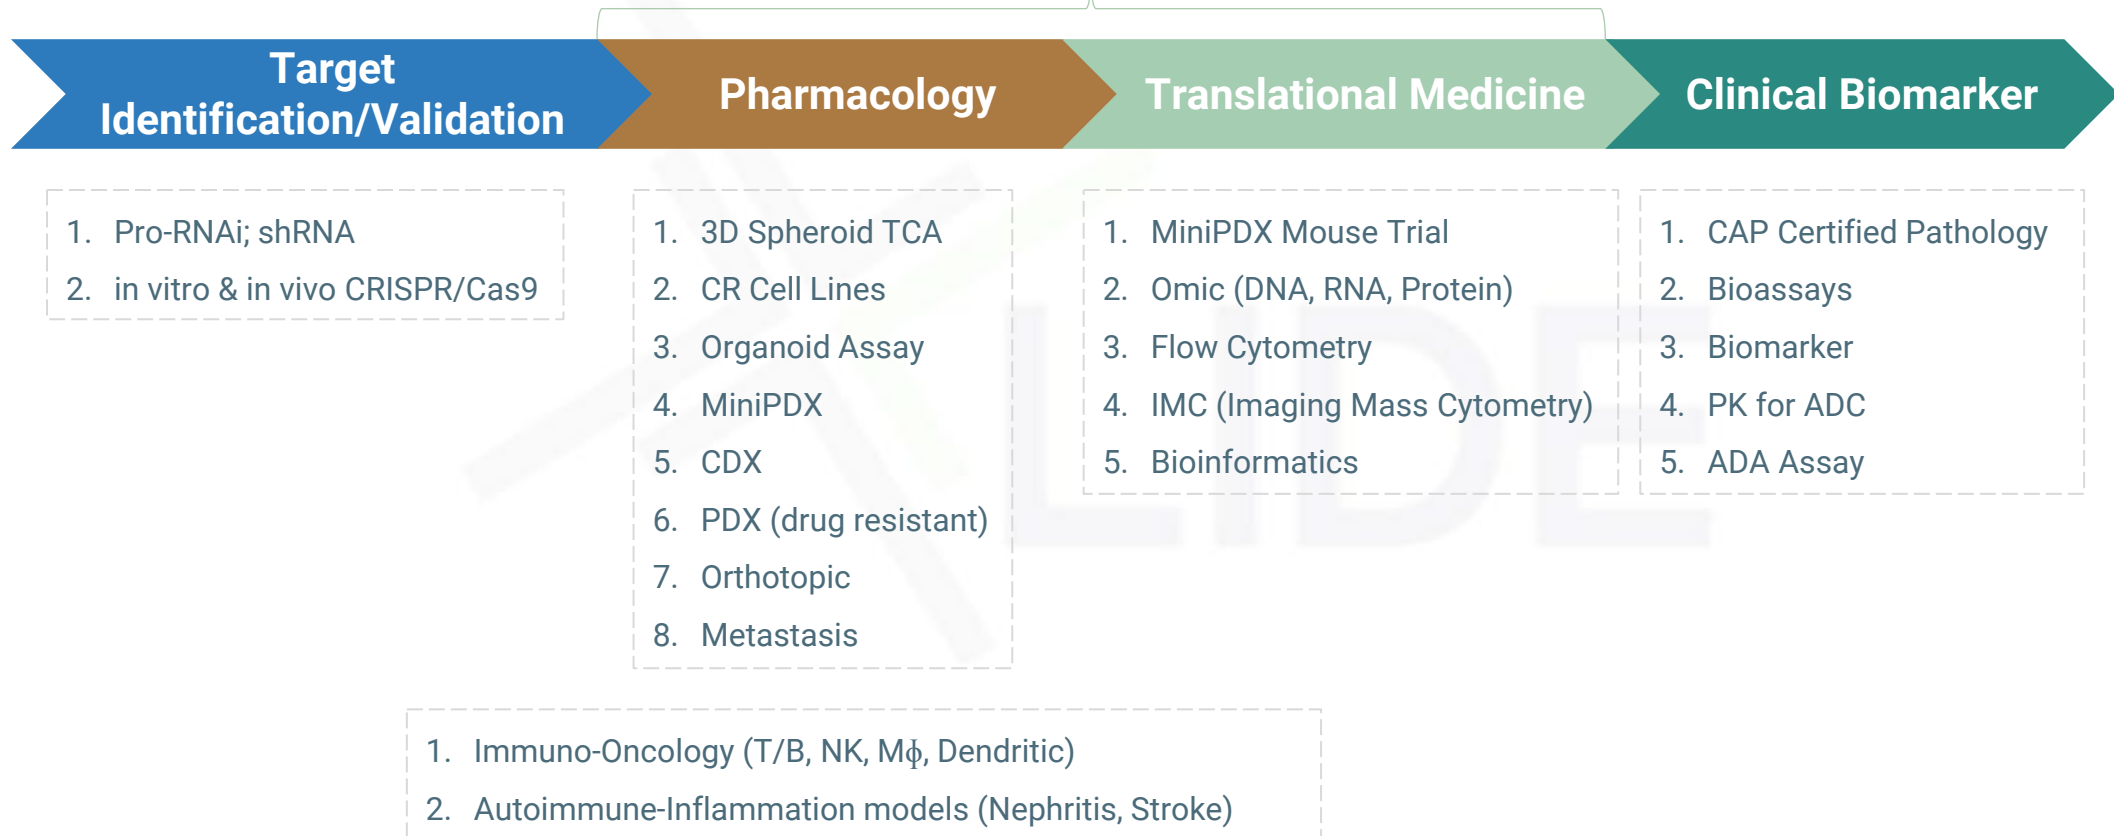 Target
Identification/Validation
Pharmacology
Translational Medicine
Clinical Biomarker
1. Pro-RNAi; shRNA
2. in vitro & in vivo CRISPR/Cas9
1. 3D Spheroid TCA
2. CR Cell Lines
3. Organoid Assay
4. MiniPDX
5. CDX
6. PDX (drug resistant)
7. Orthotopic
8. Metastasis
1. MiniPDX Mouse Trial
2. Omic (DNA, RNA, Protein)
3. Flow Cytometry
4. IMC (Imaging Mass Cytometry)
5. Bioinformatics
1. CAP Certified Pathology
2. Bioassays
3. Biomarker
4. PK for ADC
5. ADA Assay
1. Immuno-Oncology (T/B, NK, Mϕ, Dendritic)
2. Autoimmune-Inflammation models (Nephritis, Stroke)
LIDE